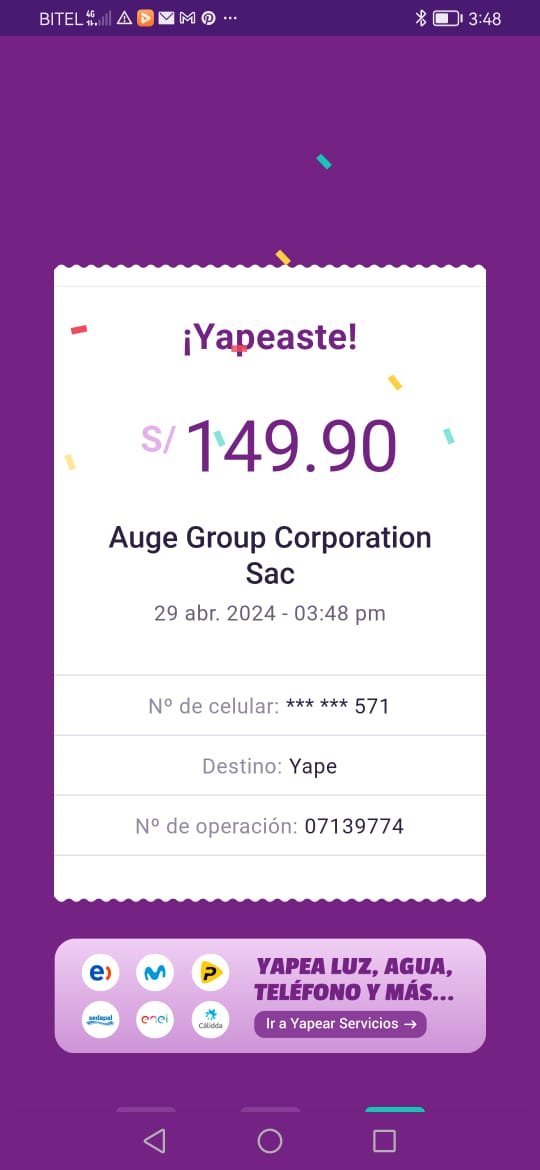 BITEL 4G 3:48
¡Yapeaste!
S/ 149.90
Auge Group Corporation
Sac
29 abr. 2024 - 03:48 pm
Nº de celular: *** *** 571
Destino: Yape
Nº de operación: 07139774
YAPEA LUZ, AGUA,
TELÉFONO Y MÁS...
Ir a Yapear Servicios →
e)
P
sedapal
enel
Cálidda